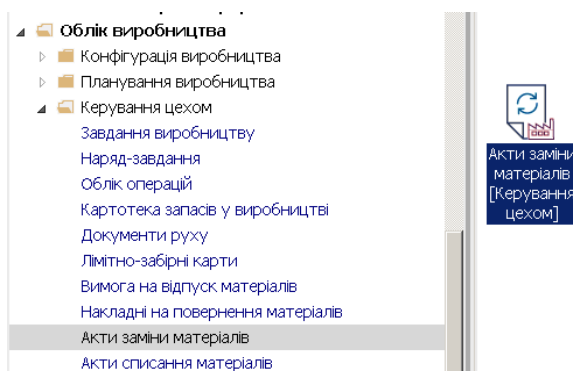 Облік виробництва
Конфігурація виробництва
Планування виробництва
Керування цехом
Завдання виробництву
Наряд-завдання
Облік операцій
Картотека запасів у виробництві
Документи руху
Лімітно-забірні карти
Вимога на відпуск матеріалів
Накладні на повернення матеріалів
Акти заміни матеріалів
Акти списання матеріалів
Акти заміни
матеріалів
[Керування
цехом]